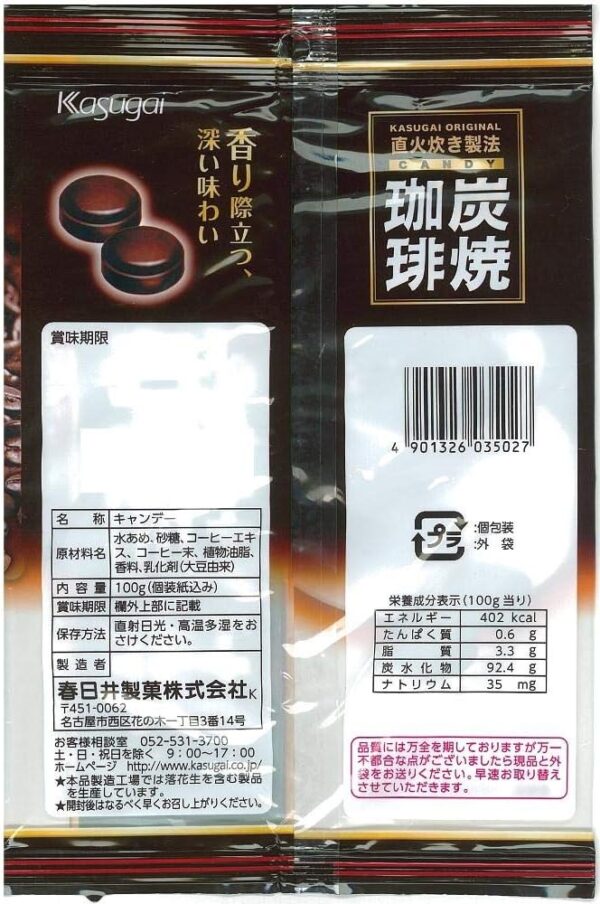 Kasugai
香り際立つ、
深い味わい
賞味期限
名 称 キャンデー
原材料名 水あめ、砂糖、コーヒーエキ
ス、コーヒー末、植物油脂、
香料、乳化剤(大豆由来)
内 容 量 100g(個装紙込み)
賞味期限 欄外上部に記載
保存方法 直射日光・高温多湿をお
さけください。
製 造 者
春日井製菓株式会社K
〒451-0062
名古屋市西区花の木一丁目3番14号
お客様相談室 052-531-3700
土・日・祝日を除く 9:00~17:00
ホームページ http://www.kasugai.co.jp/
★本品製造工場では落花生を含む製品
を生産しています。
★開封後はなるべく早くお召し上がりください。
KASUGAI ORIGINAL
直火炊き製法
CANDY
炭焼
珈琲
4 901326 035027
プラ
:個包装
:外 袋
栄養成分表示(100g当り)
エネルギー 402 kcal
たんぱく質 0.6 g
脂 質 3.3 g
炭水化物 92.4 g
ナトリウム 35 mg
品質には万全を期しておりますが万一
不都合な点がございましたら現品と外
袋をお送りください。早速お取り替え
させていただきます。